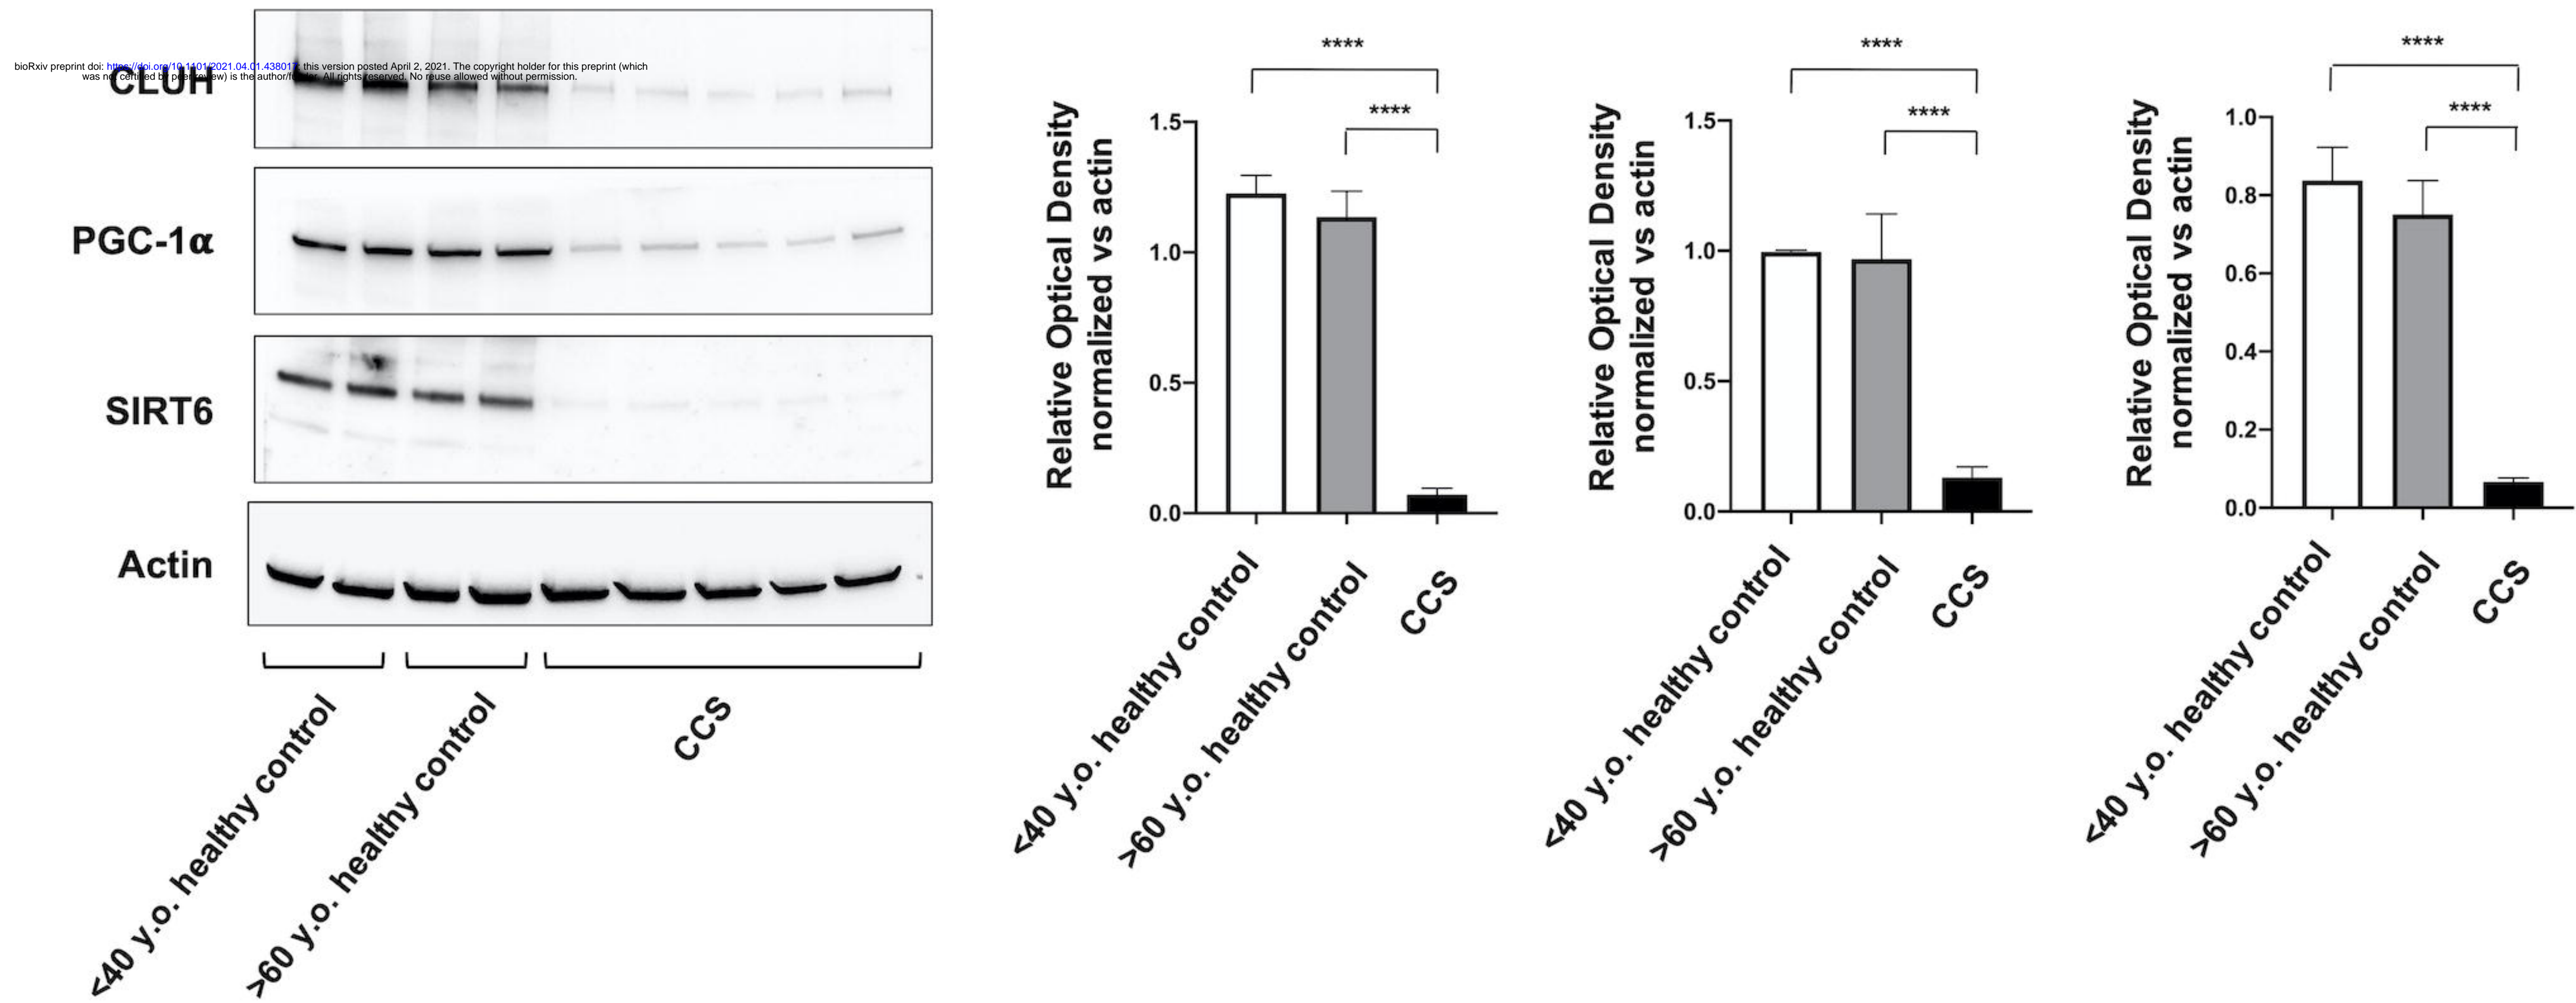 bioRxiv preprint doi: https://doi.org/10.1101/2021.04.01.438017; this version posted April 2, 2021. The copyright holder for this preprint (which
was not certified by peer review) is the author/funder. All rights reserved. No reuse allowed without permission.
CLUH
PGC-1α
SIRT6
Actin
<40 y.o. healthy control
>60 y.o. healthy control
CCS
****
****
Relative Optical Density
normalized vs actin
1.5
1.0
0.5
0.0
<40 y.o. healthy control
>60 y.o. healthy control
CCS
****
****
Relative Optical Density
normalized vs actin
1.5
1.0
0.5
0.0
<40 y.o. healthy control
>60 y.o. healthy control
CCS
****
****
Relative Optical Density
normalized vs actin
1.0
0.8
0.6
0.4
0.2
0.0
<40 y.o. healthy control
>60 y.o. healthy control
CCS